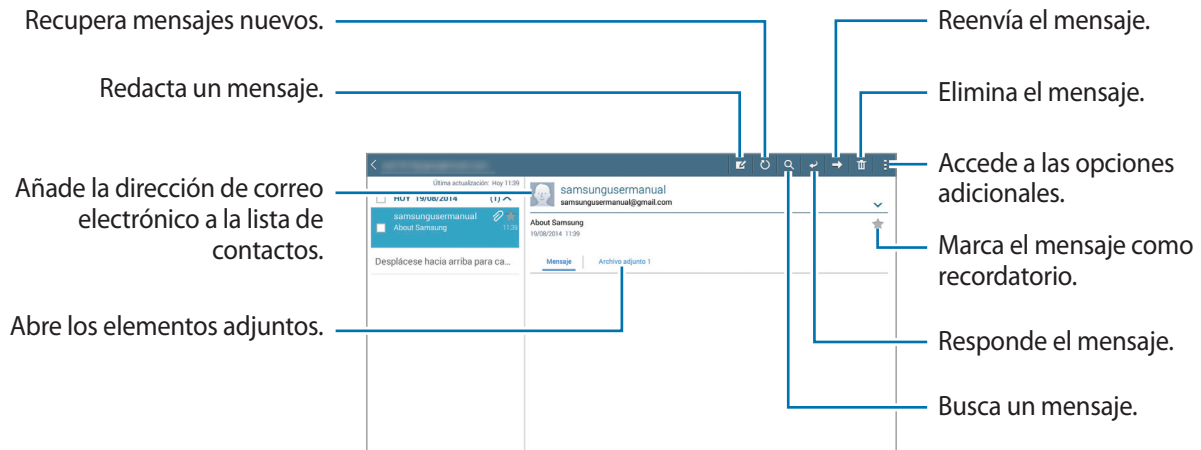 Recupera mensajes nuevos.
Reenvía el mensaje.
Redacta un mensaje.
Elimina el mensaje.
Accede a las opciones
adicionales.
Añade la dirección de correo
electrónico a la lista de
contactos.
Última actualización: Hoy 11:39
HOY 19/08/2014 (1)
samsungusermanual
About Samsung 11:39
Desplácese hacia arriba para ca...
samsungusermanual
samsungusermanual@gmail.com
About Samsung
19/08/2014 11:39
Mensaje
Archivo adjunto 1
Marca el mensaje como
recordatorio.
Abre los elementos adjuntos.
Responde el mensaje.
Busca un mensaje.